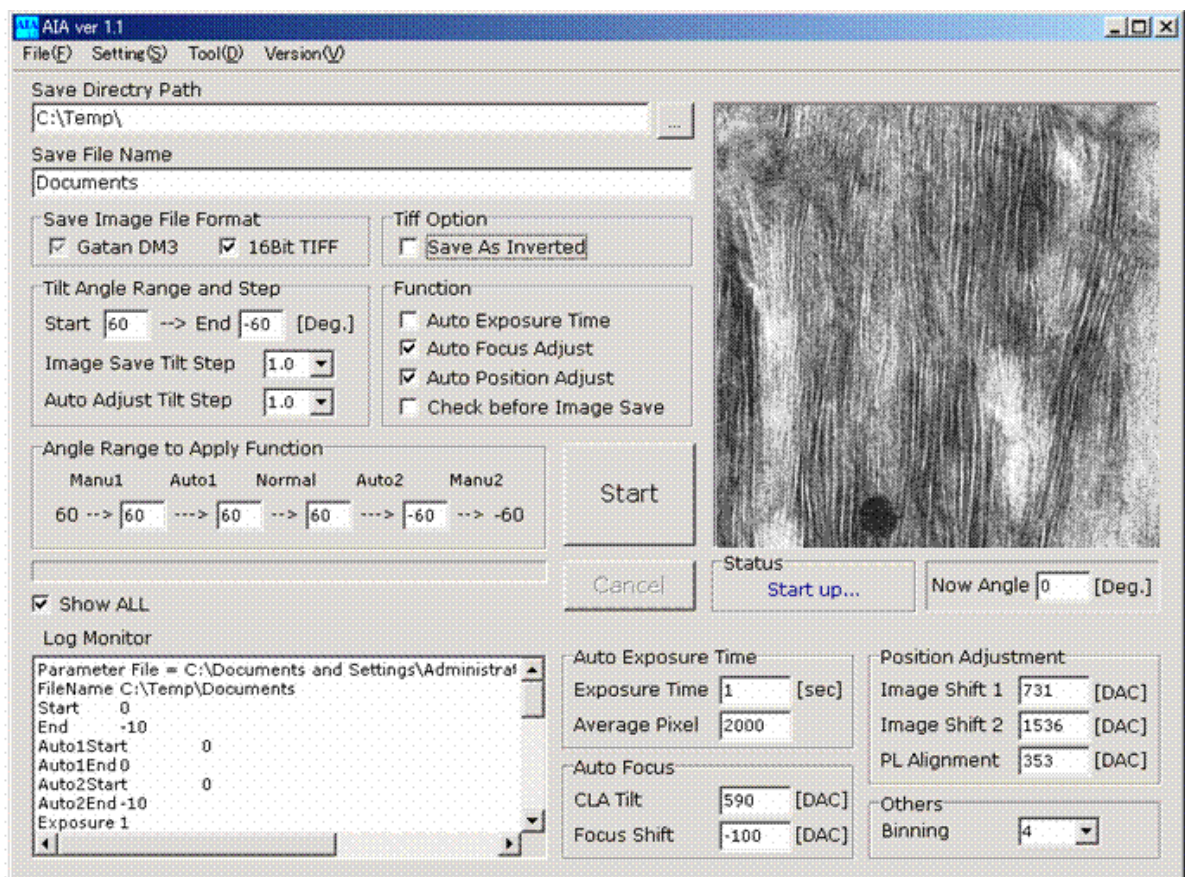 AIA AIA ver 1.1
File(F) Setting(S) Tool(D) Version(V)
Save Directry Path
C:\Temp\
...
Save File Name
Documents
Save Image File Format
Gatan DM3 16Bit TIFF
Tiff Option
Save As Inverted
Tilt Angle Range and Step
Start 60 --> End -60 [Deg.]
Image Save Tilt Step 1.0
Auto Adjust Tilt Step 1.0
Function
Auto Exposure Time
Auto Focus Adjust
Auto Position Adjust
Check before Image Save
Angle Range to Apply Function
Manu1 Auto1 Normal Auto2 Manu2
60 --> 60 ---> 60 --> 60 ---> -60 --> -60
Start
Cancel
Status
Start up...
Now Angle 0 [Deg.]
Show ALL
Log Monitor
Parameter File = C:\Documents and Settings\Administrat
FileName C:\Temp\Documents
Start 0
End -10
Auto1Start 0
Auto1End 0
Auto2Start 0
Auto2End -10
Exposure 1
Auto Exposure Time
Exposure Time 1 [sec]
Average Pixel 2000
Auto Focus
CLA Tilt 590 [DAC]
Focus Shift -100 [DAC]
Position Adjustment
Image Shift 1 731 [DAC]
Image Shift 2 1536 [DAC]
PL Alignment 353 [DAC]
Others
Binning 4